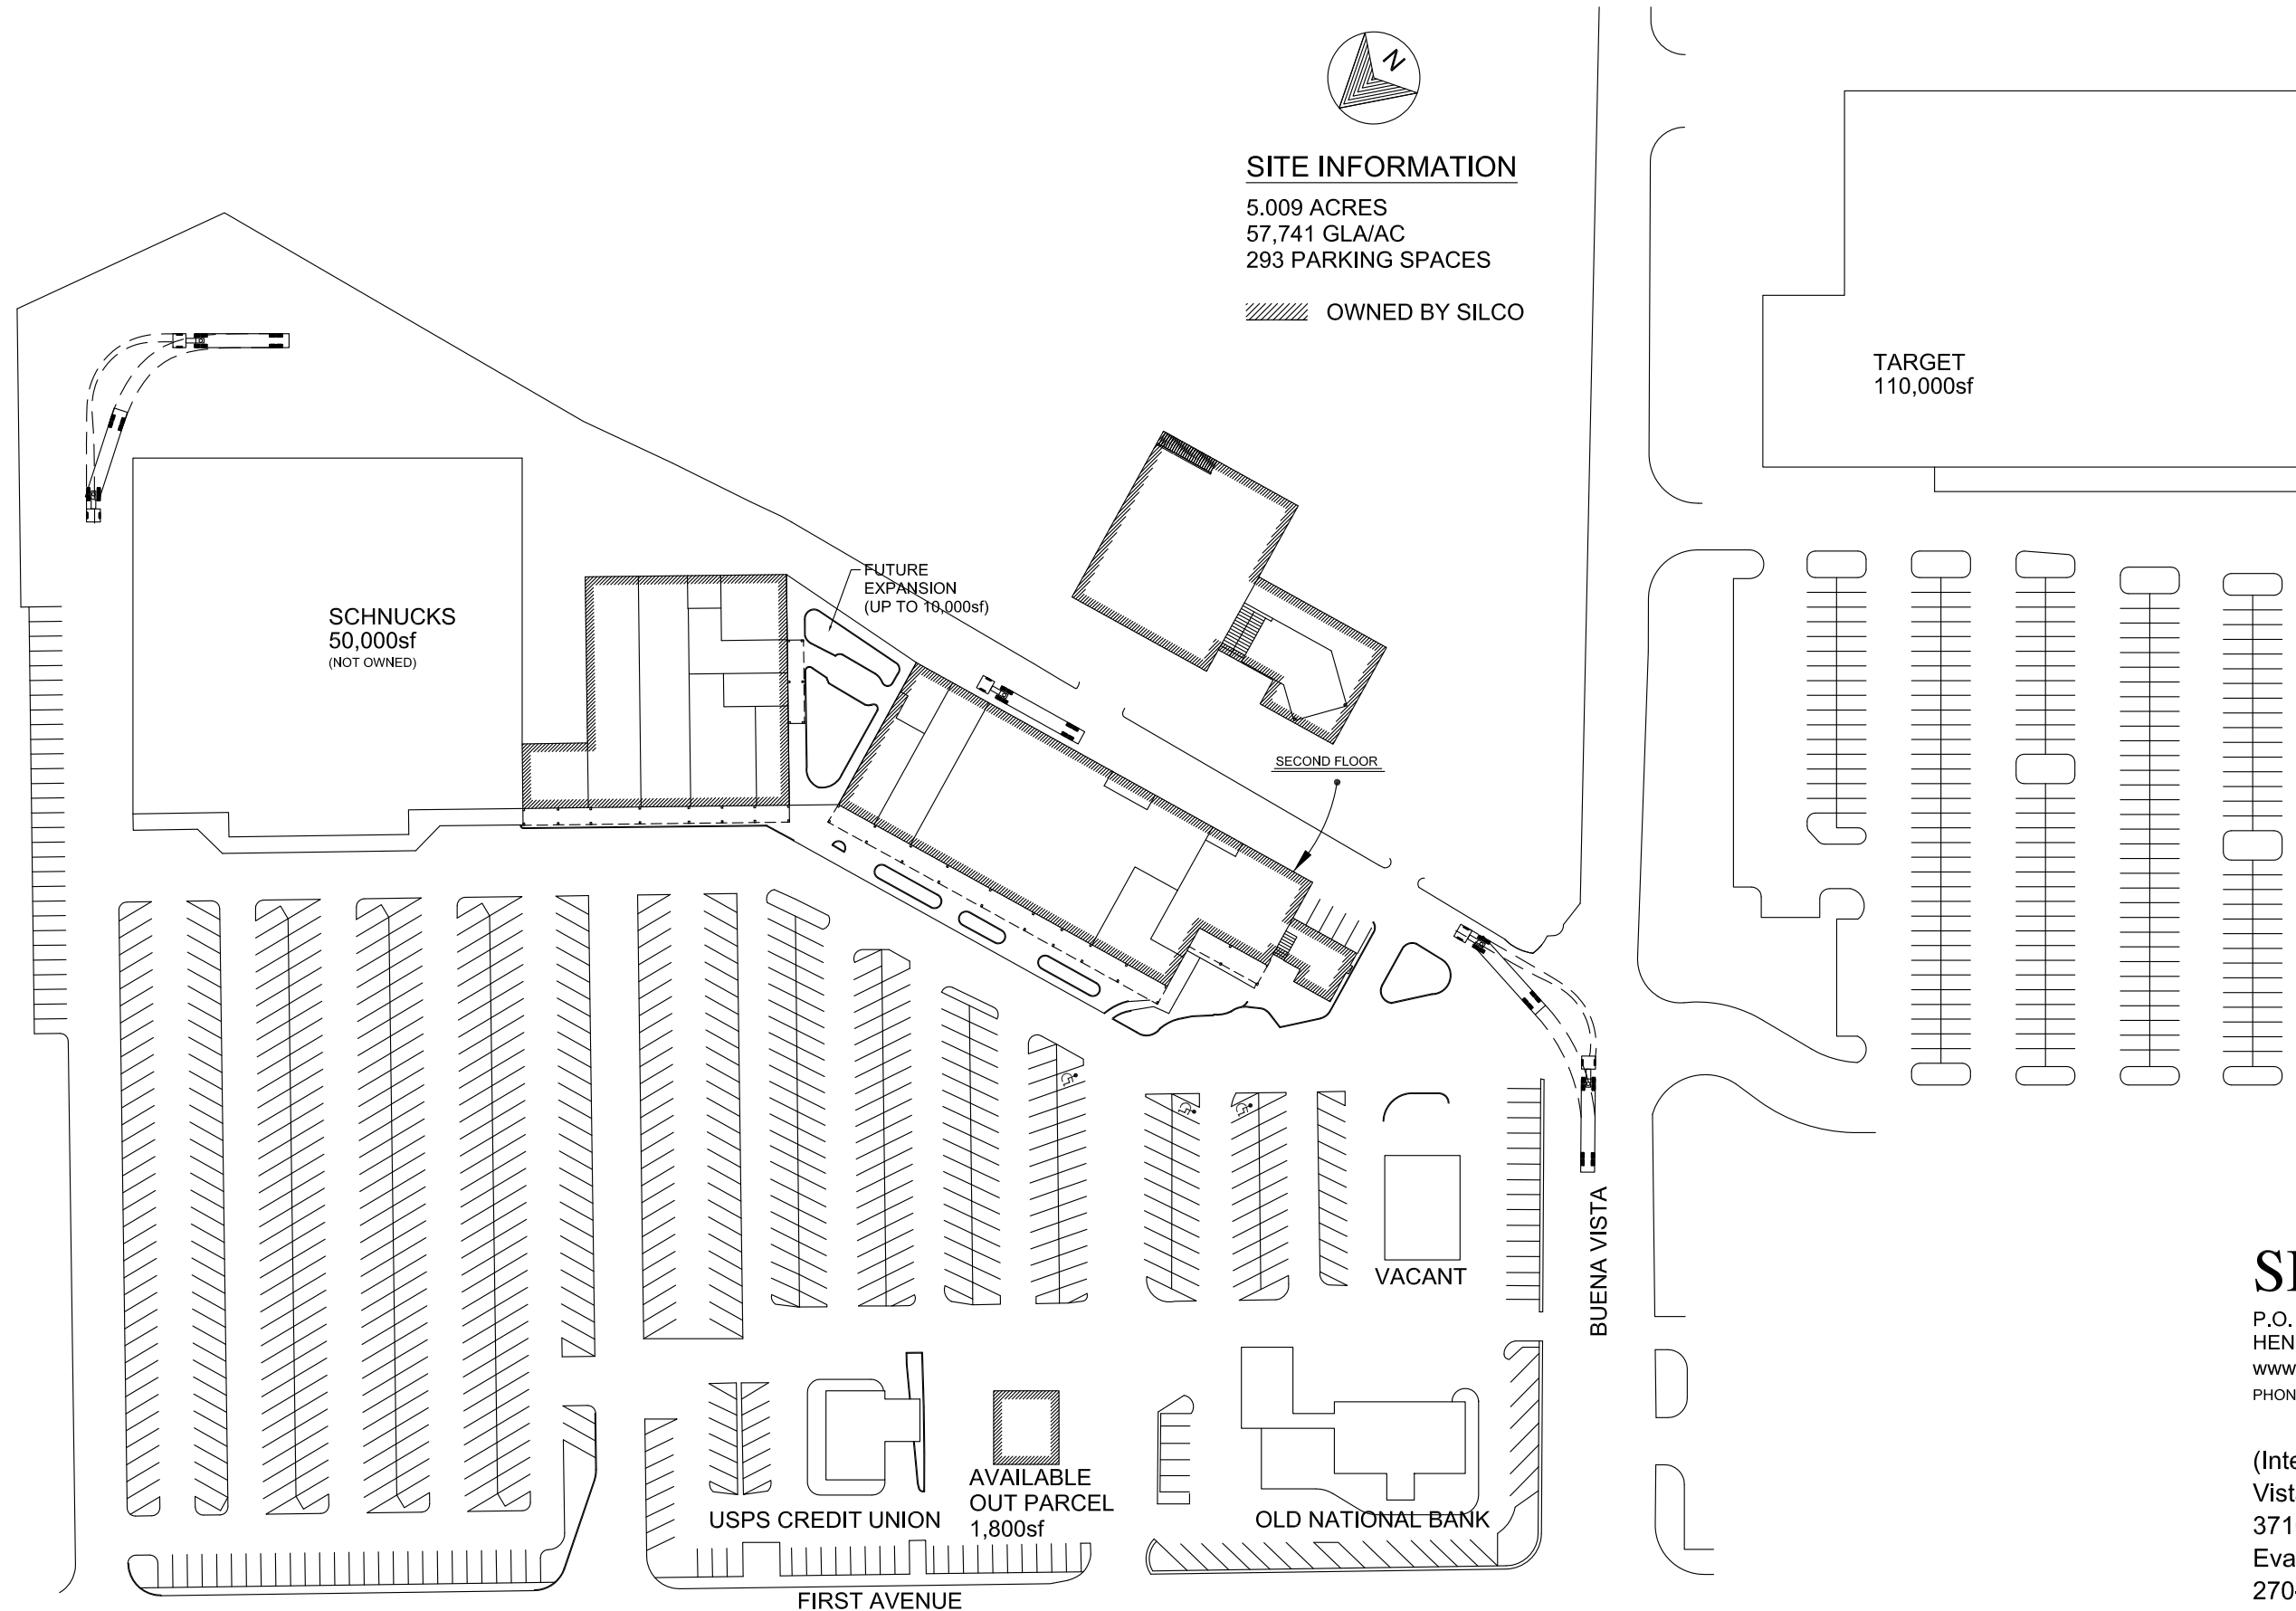 N
SITE INFORMATION
5.009 ACRES
57,741 GLA/AC
293 PARKING SPACES
OWNED BY SILCO
TARGET
110,000sf
FUTURE
EXPANSION
(UP TO 10,000sf)
SCHNUCKS
50,000sf
(NOT OWNED)
SECOND FLOOR
BUENA VISTA
VACANT
P.O.
HEN
www
PHON
AVAILABLE
OUT PARCEL
1,800sf
USPS CREDIT UNION
OLD NATIONAL BANK
(Inte
Vist
371
Eva
270
FIRST AVENUE